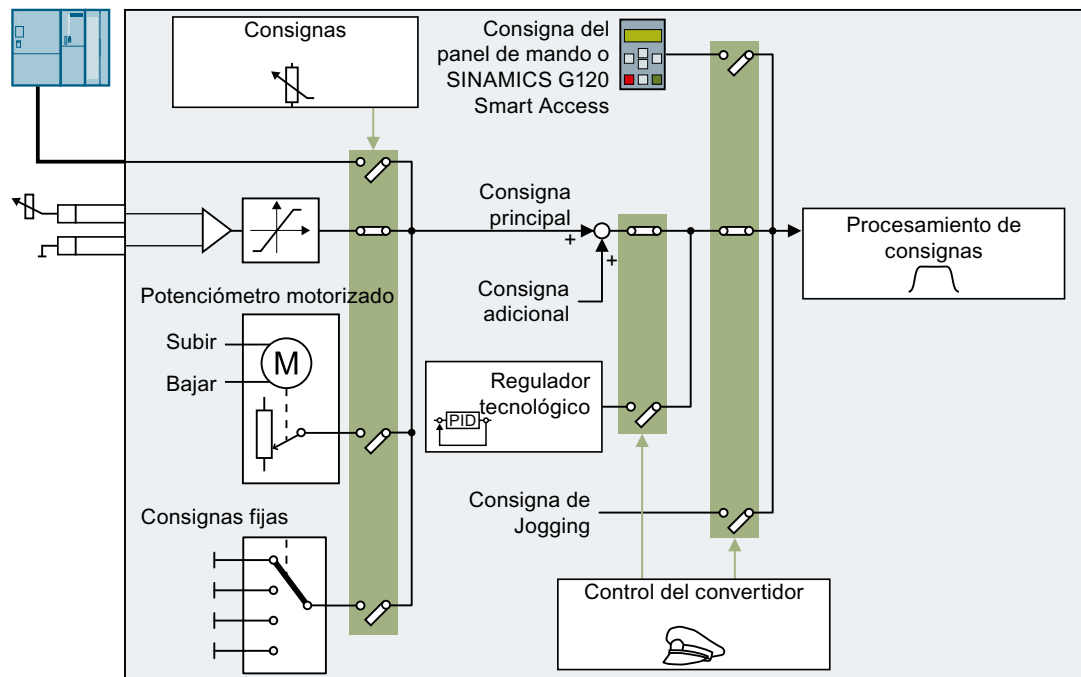 Consignas
Consigna del
panel de mando o
SINAMICS G120
Smart Access
Consigna
principal
+
+
Consigna
adicional
Procesamiento de
consignas
Potenciómetro motorizado
Subir
Bajar
M
Regulador
tecnológico
PID
Consigna de
Jogging
Consignas fijas
Control del convertidor